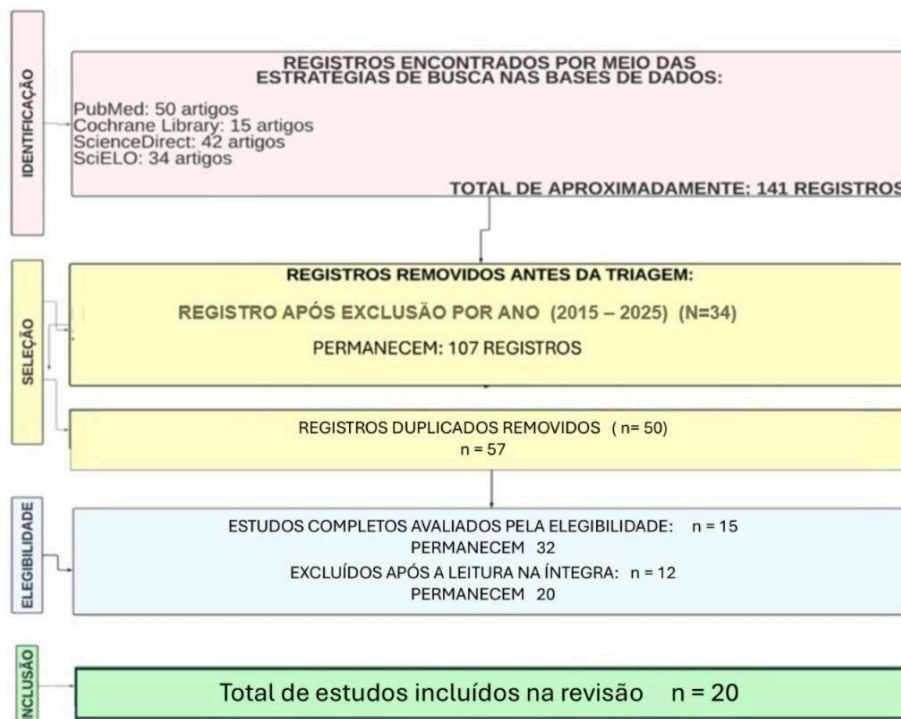 IDENTIFICAÇÃO
REGISTROS ENCONTRADOS POR MEIO DAS
ESTRATÉGIAS DE BUSCA NAS BASES DE DADOS:
PubMed: 50 artigos
Cochrane Library: 15 artigos
ScienceDirect: 42 artigos
SciELO: 34 artigos
TOTAL DE APROXIMADAMENTE: 141 REGISTROS
SELEÇÃO
REGISTROS REMOVIDOS ANTES DA TRIAGEM:
REGISTRO APÓS EXCLUSÃO POR ANO (2015 – 2025) (N=34)
PERMANECEM: 107 REGISTROS
REGISTROS DUPLICADOS REMOVIDOS ( n= 50)
n = 57
ELEGIBILIDADE
ESTUDOS COMPLETOS AVALIADOS PELA ELEGIBILIDADE: n = 15
PERMANECEM 32
EXCLUÍDOS APÓS A LEITURA NA ÍNTEGRA: n = 12
PERMANECEM 20
INCLUSÃO
Total de estudos incluídos na revisão n = 20